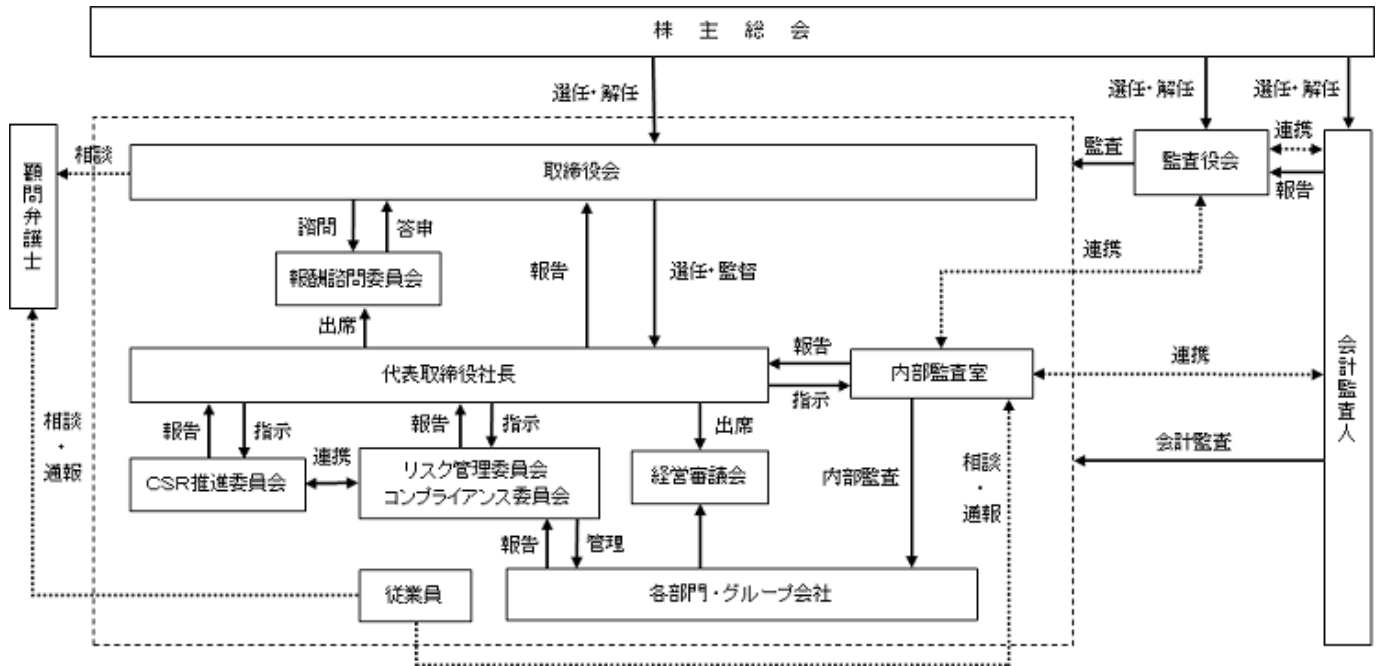 株主総会
選任・解任
選任・解任
選任・解任
顧問弁護士
相談
取締役会
監査
監査役会
連携
報告
諮問
答申
報酬諮問委員会
報告
選任・監督
連携
出席
代表取締役社長
報告
指示
内部監査室
連携
会計監査人
相談・通報
報告
指示
報告
指示
出席
CSR推進委員会
連携
リスク管理委員会
コンプライアンス委員会
経営審議会
内部監査
相談・通報
会計監査
報告
管理
従業員
各部門・グループ会社